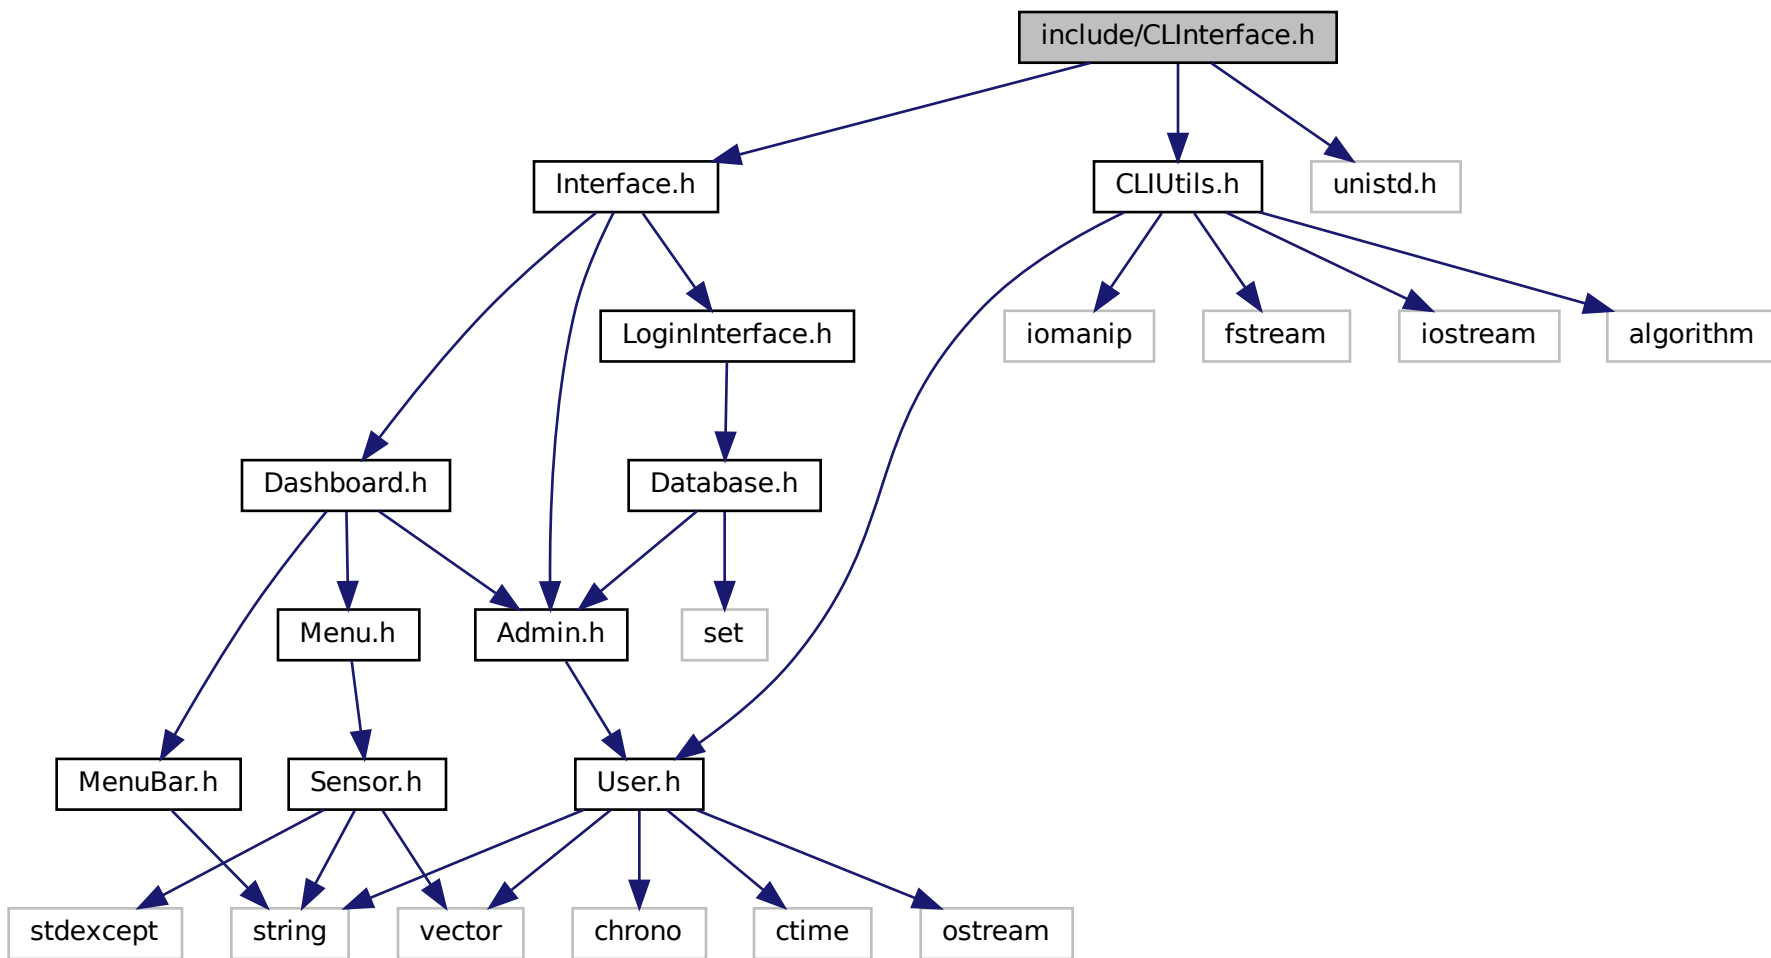 include/CLInterface.h
Interface.h
CLIUtils.h
unistd.h
LoginInterface.h
iomanip
fstream
iostream
algorithm
Dashboard.h
Database.h
Menu.h
Admin.h
set
MenuBar.h
Sensor.h
User.h
stdexcept
string
vector
chrono
ctime
ostream